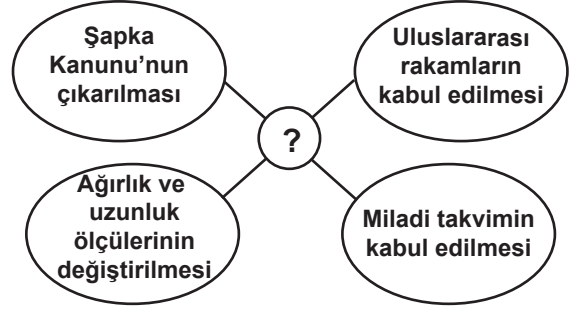 Şapka
Kanunu’nun
çıkarılması
Uluslararası
rakamların
kabul edilmesi
?
Ağırlık ve
uzunluk
ölçülerinin
değiştirilmesi
Miladi takvimin
kabul edilmesi